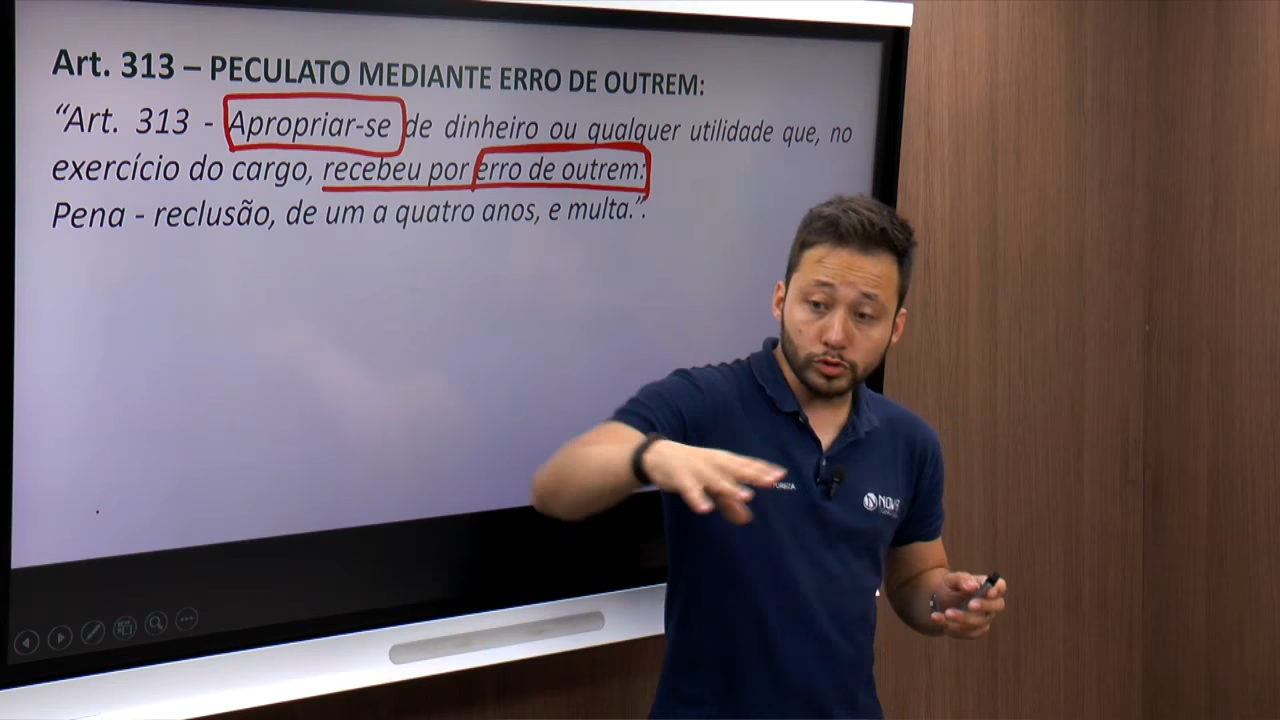 Art. 313 – PECULATO MEDIANTE ERRO DE OUTREM:
“Art. 313 - Apropriar-se de dinheiro ou qualquer utilidade que, no
exercício do cargo, recebeu por erro de outrem:
Pena - reclusão, de um a quatro anos, e multa.”.